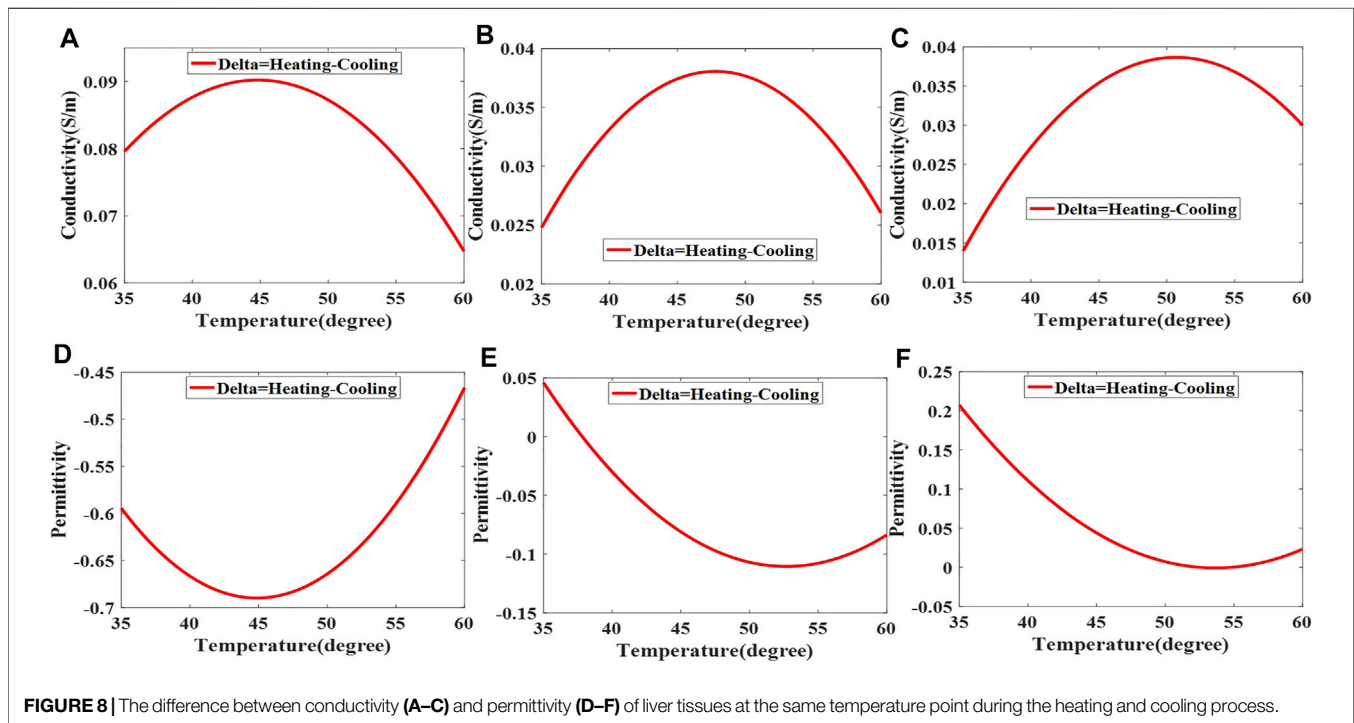 A
Delta=Heating-Cooling
Conductivity(S/m)
0.09
0.08
0.07
0.06
35 40 45 50 55 60
Temperature(degree)
B
Delta=Heating-Cooling
Conductivity(S/m)
0.04
0.035
0.03
0.025
0.02
35 40 45 50 55 60
Temperature(degree)
C
Delta=Heating-Cooling
Conductivity(S/m)
0.04
0.035
0.03
0.025
0.02
0.015
0.01
35 40 45 50 55 60
Temperature(degree)
D
Delta=Heating-Cooling
Permittivity
-0.45
-0.5
-0.55
-0.6
-0.65
-0.7
35 40 45 50 55 60
Temperature(degree)
E
Delta=Heating-Cooling
Permittivity
0.05
0
-0.05
-0.1
-0.15
35 40 45 50 55 60
Temperature(degree)
F
Delta=Heating-Cooling
Permittivity
0.25
0.2
0.15
0.1
0.05
0
-0.05
35 40 45 50 55 60
Temperature(degree)
FIGURE 8 | The difference between conductivity (A–C) and permittivity (D–F) of liver tissues at the same temperature point during the heating and cooling process.